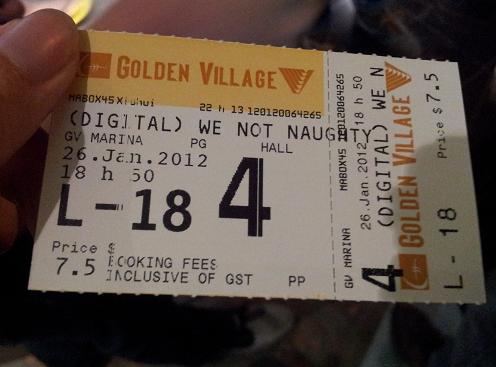 GOLDEN VILLAGE
22 h 13 120120064265
(DIGITAL) WE NOT NAUGHTY
GV MARINA PG HALL
26.Jan.2012
18 h 50
L- 18 4
Price $
7.5 BOOKING FEES
INCLUSIVE OF GST PP
GV MARINA
MABOX45 120120064265
26.Jan.2012 18 h 50
(DIGITAL) WE N
4 GOLDEN VILLAGE
Price $7.5
L- 18